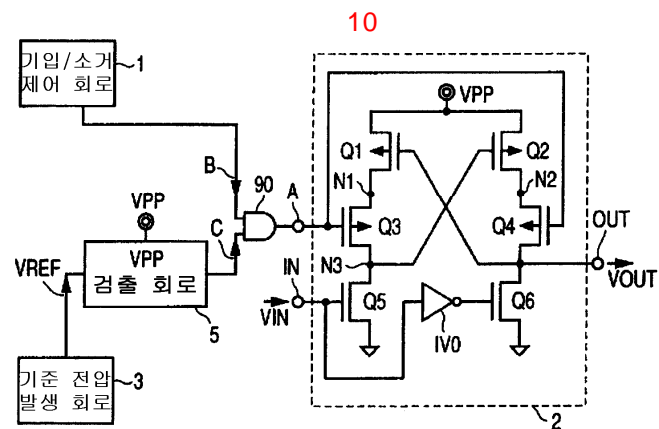 10
기입/소거
제어 회로
1
VPP
Q1
Q2
N1
N2
B
90
A
VPP
C
Q3
Q4
OUT
VREF
VPP
검출 회로
N3
IN
VOUT
VIN
Q5
Q6
5
IV0
기준 전압
발생 회로
3
2